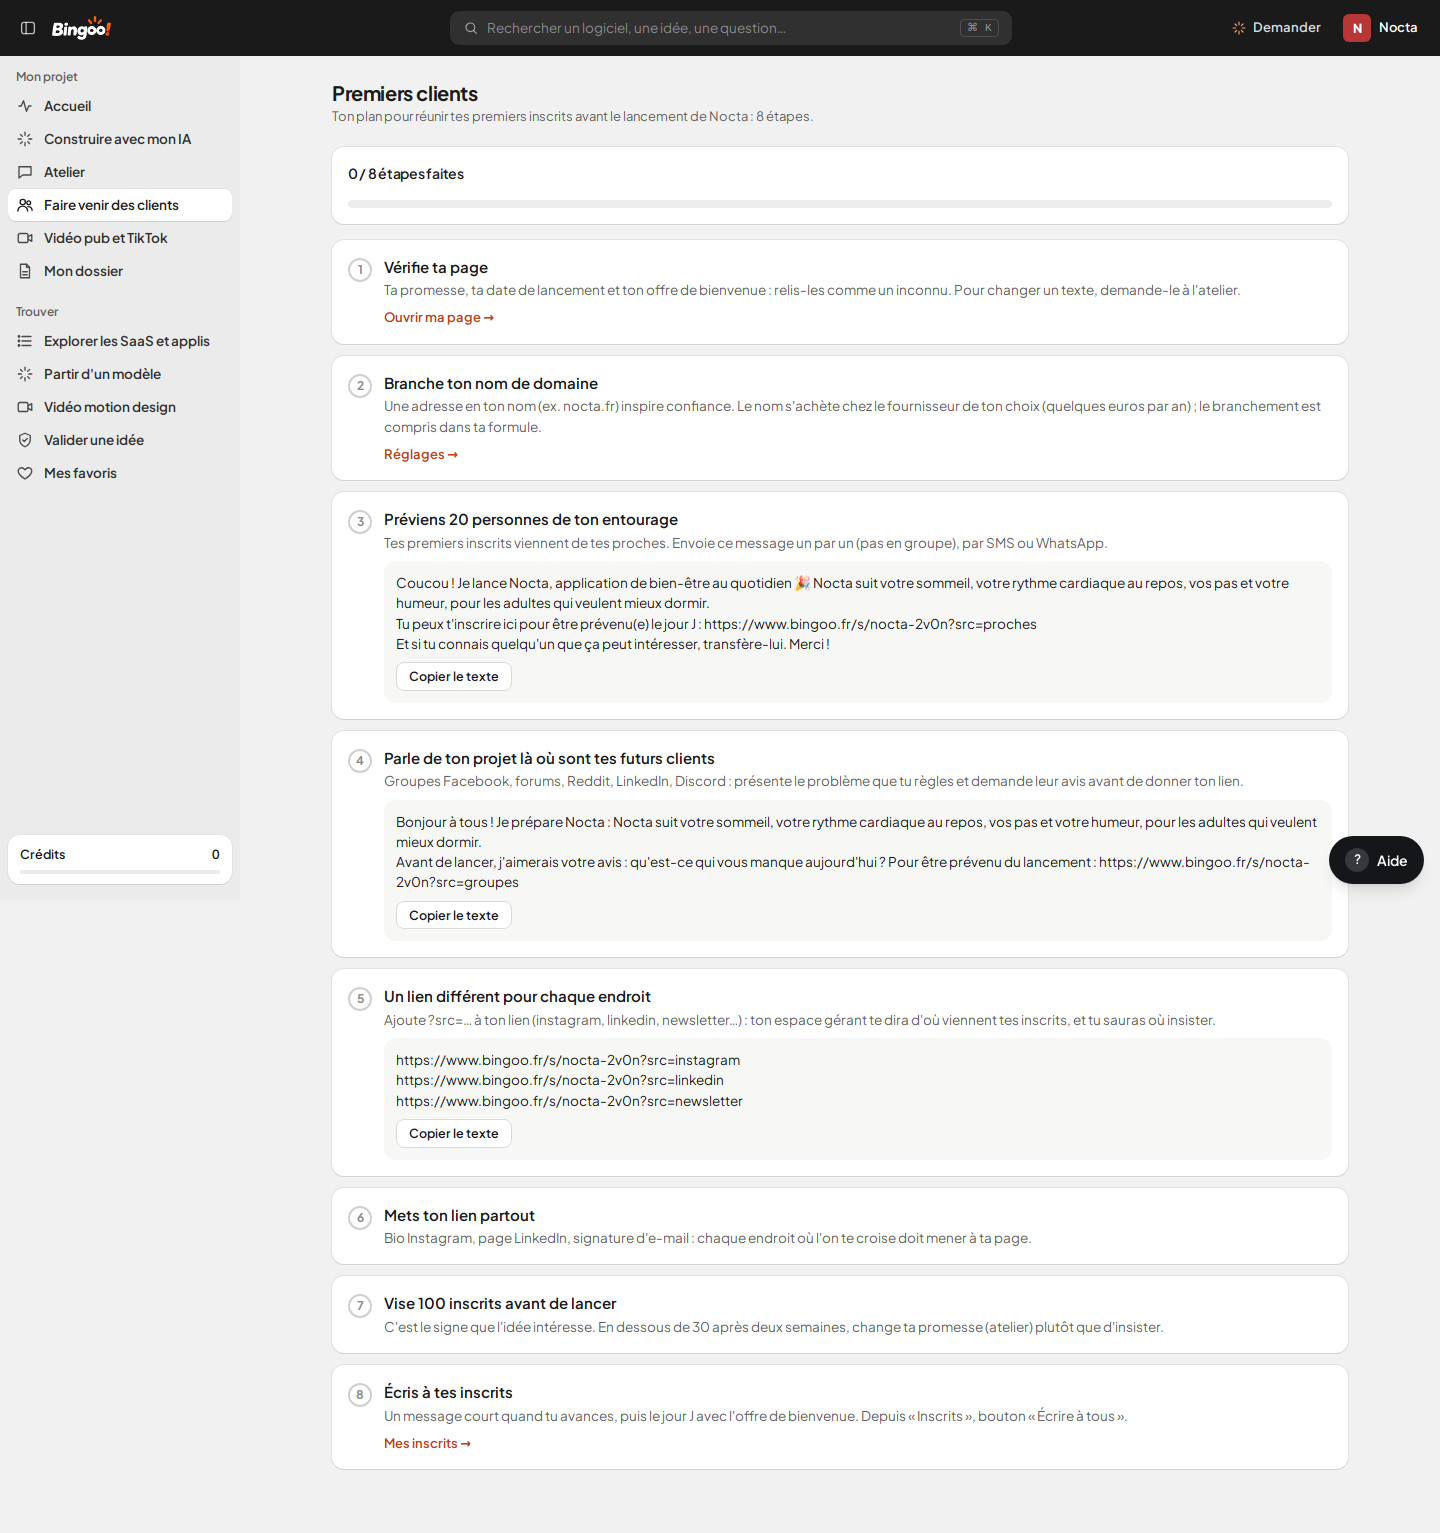 Bingoo!
Rechercher un logiciel, une idée, une question...
⌘ K
Demander
N
Nocta
Mon projet
Accueil
Construire avec mon IA
Atelier
Faire venir des clients
Vidéo pub et TikTok
Mon dossier
Trouver
Explorer les SaaS et applis
Partir d'un modèle
Vidéo motion design
Valider une idée
Mes favoris
Crédits
0
Premiers clients
Ton plan pour réunir tes premiers inscrits avant le lancement de Nocta : 8 étapes.
0 / 8 étapes faites
1
Vérifie ta page
Ta promesse, ta date de lancement et ton offre de bienvenue : relis-les comme un inconnu. Pour changer un texte, demande-le à l'atelier.
Ouvrir ma page →
2
Branche ton nom de domaine
Une adresse en ton nom (ex. nocta.fr) inspire confiance. Le nom s'achète chez le fournisseur de ton choix (quelques euros par an) ; le branchement est
compris dans ta formule.
Réglages →
3
Préviens 20 personnes de ton entourage
Tes premiers inscrits viennent de tes proches. Envoie ce message un par un (pas en groupe), par SMS ou WhatsApp.
Coucou ! Je lance Nocta, application de bien-être au quotidien 🎉 Nocta suit votre sommeil, votre rythme cardiaque au repos, vos pas et votre
humeur, pour les adultes qui veulent mieux dormir.
Tu peux t'inscrire ici pour être prévenu(e) le jour J : https://www.bingoo.fr/s/nocta-2v0n?src=proches
Et si tu connais quelqu'un que ça peut intéresser, transfère-lui. Merci !
Copier le texte
4
Parle de ton projet là où sont tes futurs clients
Groupes Facebook, forums, Reddit, LinkedIn, Discord : présente le problème que tu règles et demande leur avis avant de donner ton lien.
Bonjour à tous ! Je prépare Nocta : Nocta suit votre sommeil, votre rythme cardiaque au repos, vos pas et votre humeur, pour les adultes qui veulent
mieux dormir.
Avant de lancer, j'aimerais votre avis : qu'est-ce qui vous manque aujourd'hui ? Pour être prévenu du lancement : https://www.bingoo.fr/s/nocta-
2v0n?src=groupes
Copier le texte
? Aide
5
Un lien différent pour chaque endroit
Ajoute ?src=... à ton lien (instagram, linkedin, newsletter...) : ton espace gérant te dira d'où viennent tes inscrits, et tu sauras où insister.
https://www.bingoo.fr/s/nocta-2v0n?src=instagram
https://www.bingoo.fr/s/nocta-2v0n?src=linkedin
https://www.bingoo.fr/s/nocta-2v0n?src=newsletter
Copier le texte
6
Mets ton lien partout
Bio Instagram, page LinkedIn, signature d'e-mail : chaque endroit où l'on te croise doit mener à ta page.
7
Vise 100 inscrits avant de lancer
C'est le signe que l'idée intéresse. En dessous de 30 après deux semaines, change ta promesse (atelier) plutôt que d'insister.
8
Écris à tes inscrits
Un message court quand tu avances, puis le jour J avec l'offre de bienvenue. Depuis « Inscrits », bouton « Écrire à tous ».
Mes inscrits →